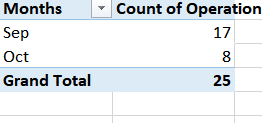 Months Count of Operation
Sep 17
Oct 8
Grand Total 25